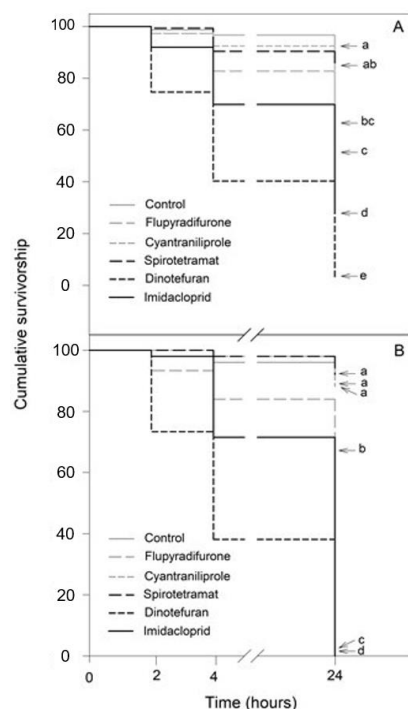 Cumulative survivorship
A
100
80
60
40
20
0
a
ab
bc
c
d
e
Control
Flupyradifurone
Cyantraniliprole
Spirotetramat
Dinotefuran
Imidacloprid
B
100
80
60
40
20
0
a
a
a
b
c
d
Control
Flupyradifurone
Cyantraniliprole
Spirotetramat
Dinotefuran
Imidacloprid
0 2 4 24
Time (hours)